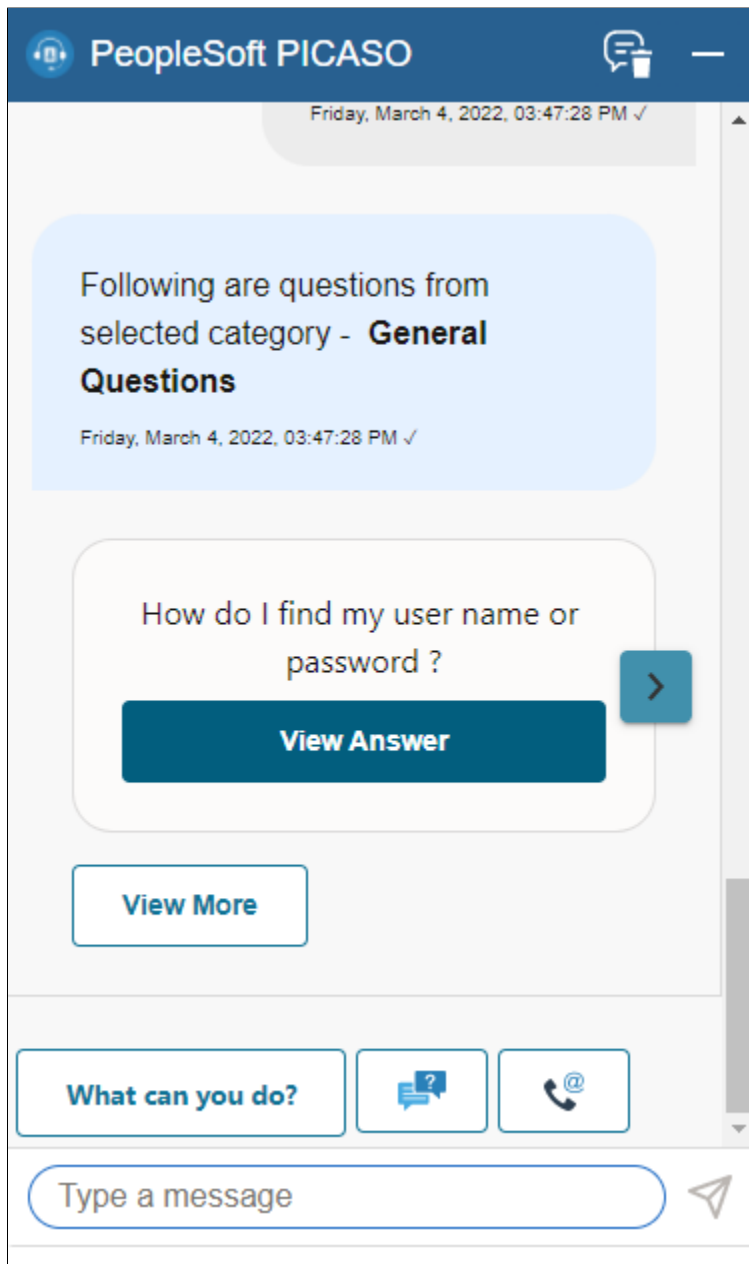 PeopleSoft PICASO
Friday, March 4, 2022, 03:47:28 PM ✓
Following are questions from
selected category - General
Questions
Friday, March 4, 2022, 03:47:28 PM ✓
How do I find my user name or
password ?
View Answer
View More
What can you do?
?
@
Type a message